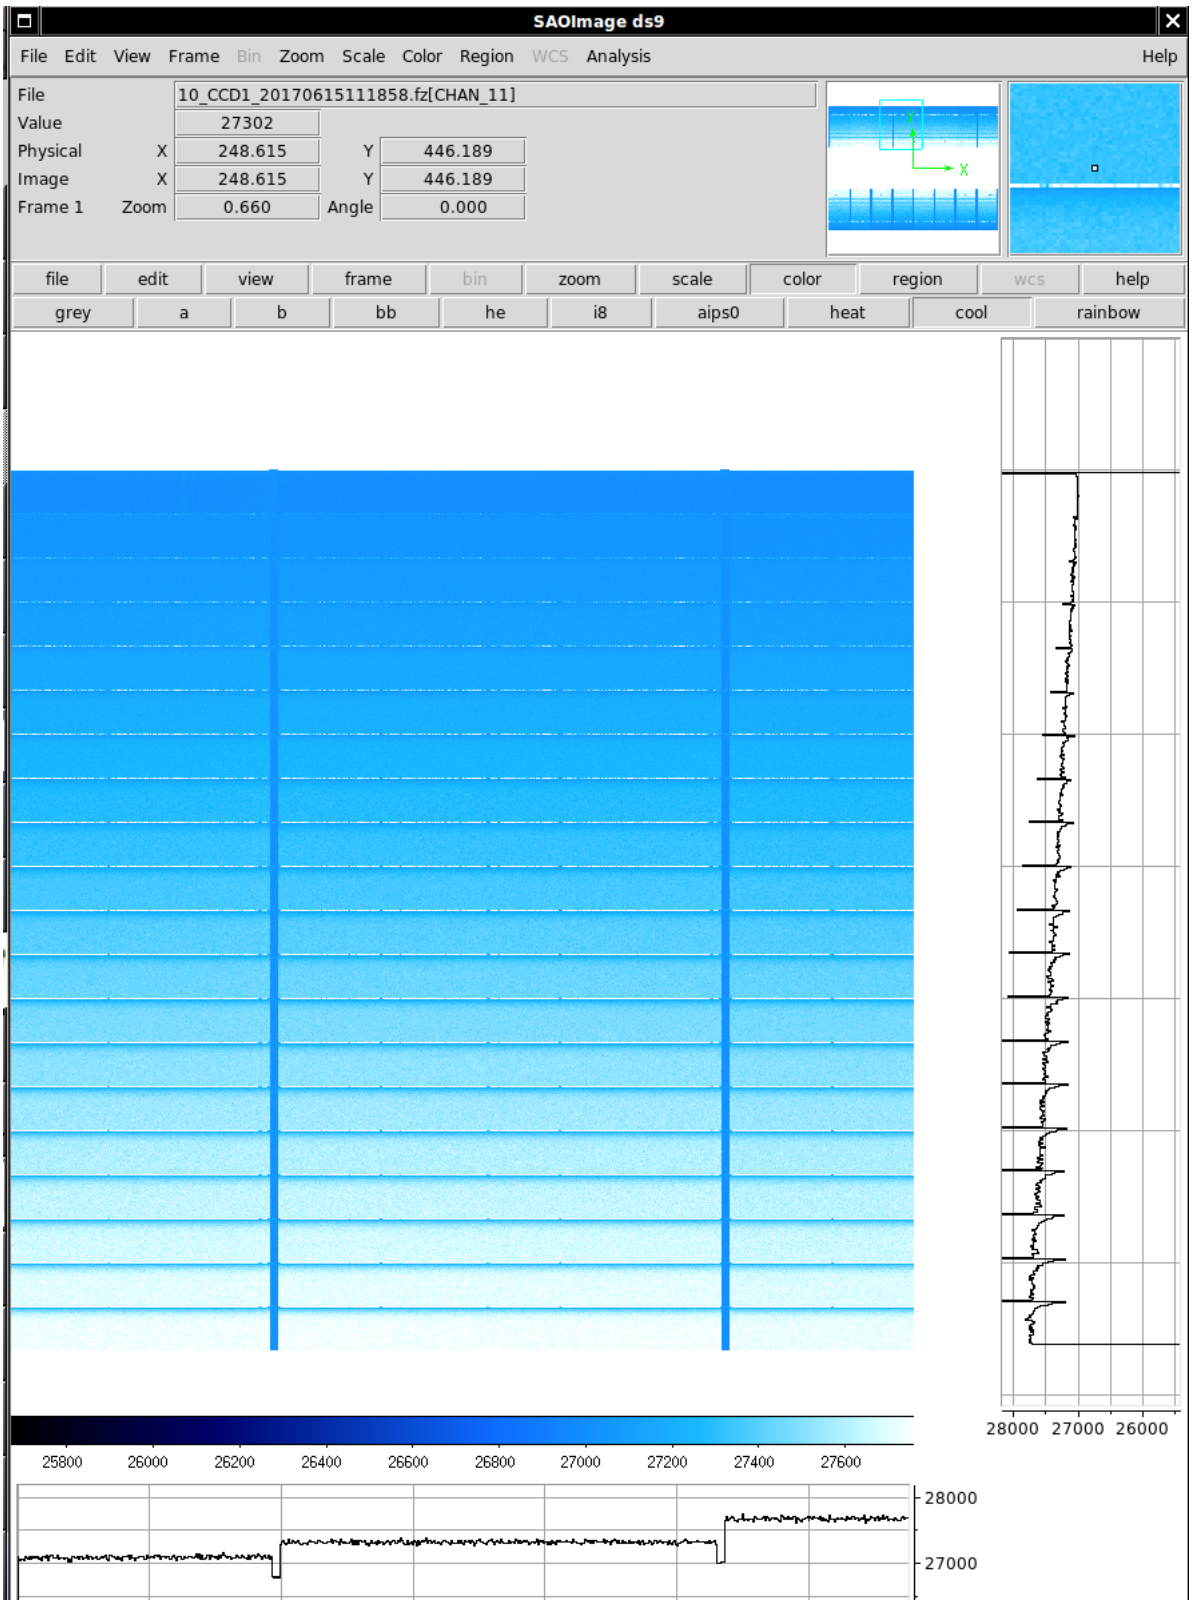 SAOImage ds9
File Edit View Frame Bin Zoom Scale Color Region WCS Analysis Help
File 10_CCD1_20170615111858.fz[CHAN_11]
Value 27302
Physical X 248.615 Y 446.189
Image X 248.615 Y 446.189
Frame 1 Zoom 0.660 Angle 0.000
Y
X
file edit view frame bin zoom scale color region wcs help
grey a b bb he i8 aips0 heat cool rainbow
28000 27000 26000
25800 26000 26200 26400 26600 26800 27000 27200 27400 27600
28000
27000